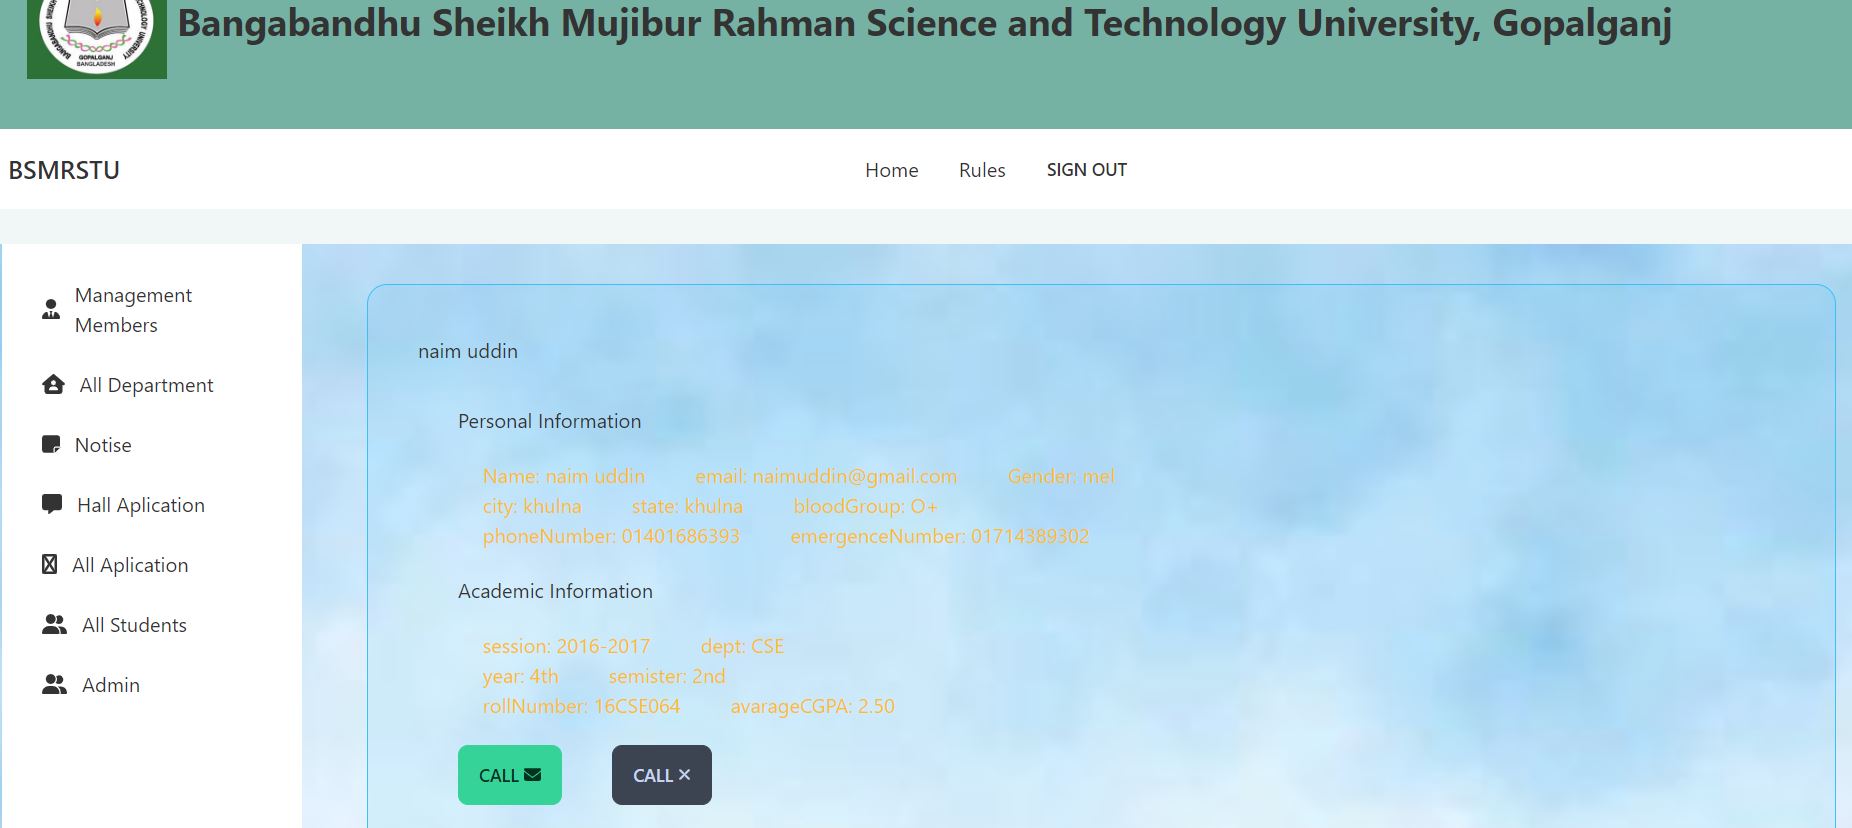 Bangabandhu Sheikh Mujibur Rahman Science and Technology University, Gopalganj
GOPALGANJ
BANGLADESH
BSMRSTU
Home Rules SIGN OUT
Management
Members
All Department
Notise
Hall Aplication
All Aplication
All Students
Admin
naim uddin
Personal Information
Name: naim uddin email: naimuddin@gmail.com Gender: mel
city: khulna state: khulna bloodGroup: O+
phoneNumber: 01401686393 emergenceNumber: 01714389302
Academic Information
session: 2016-2017 dept: CSE
year: 4th semister: 2nd
rollNumber: 16CSE064 avarageCGPA: 2.50
CALL CALL